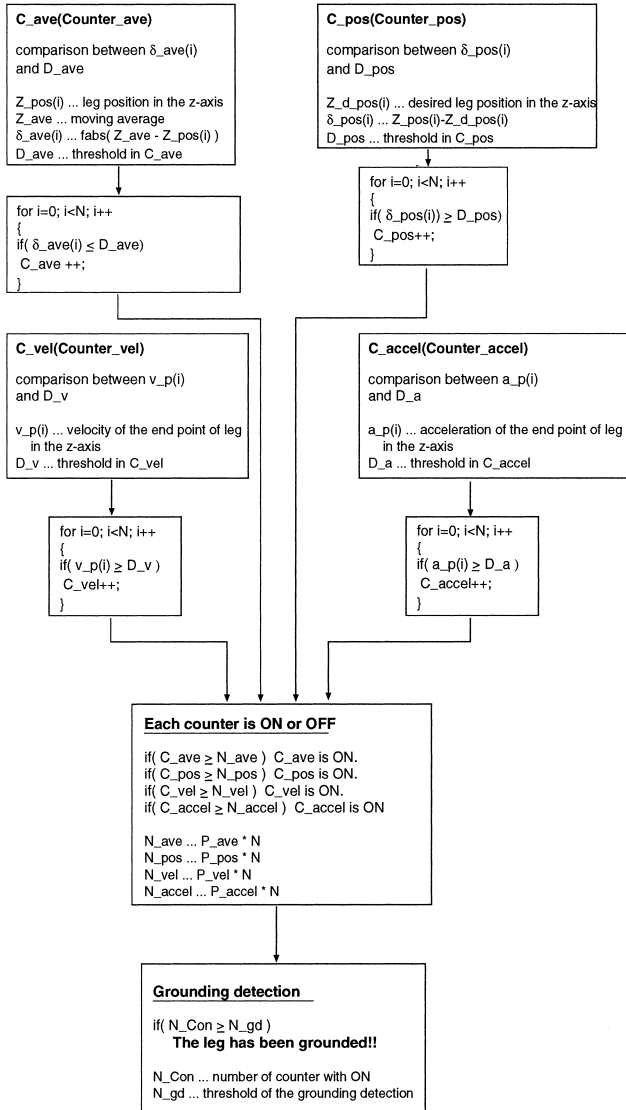 C_ave(Counter_ave)
comparison between δ_ave(i)
and D_ave
Z_pos(i) ... leg position in the z-axis
Z_ave ... moving average
δ_ave(i) ... fabs( Z_ave - Z_pos(i) )
D_ave ... threshold in C_ave
for i=0; i<N; i++
{
if( δ_ave(i) ≤ D_ave)
C_ave ++;
}
C_pos(Counter_pos)
comparison between δ_pos(i)
and D_pos
Z_d_pos(i) ... desired leg position in the z-axis
δ_pos(i) ... Z_pos(i)-Z_d_pos(i)
D_pos ... threshold in C_pos
for i=0; i<N; i++
{
if( δ_pos(i)) ≥ D_pos)
C_pos++;
}
C_vel(Counter_vel)
comparison between v_p(i)
and D_v
v_p(i) ... velocity of the end point of leg
in the z-axis
D_v ... threshold in C_vel
for i=0; i<N; i++
{
if( v_p(i) ≥ D_v )
C_vel++;
}
C_accel(Counter_accel)
comparison between a_p(i)
and D_a
a_p(i) ... acceleration of the end point of leg
in the z-axis
D_a ... threshold in C_accel
for i=0; i<N; i++
{
if( a_p(i) ≥ D_a )
C_accel++;
}
Each counter is ON or OFF
if( C_ave ≥ N_ave ) C_ave is ON.
if( C_pos ≥ N_pos ) C_pos is ON.
if( C_vel ≥ N_vel ) C_vel is ON.
if( C_accel ≥ N_accel ) C_accel is ON
N_ave ... P_ave * N
N_pos ... P_pos * N
N_vel ... P_vel * N
N_accel ... P_accel * N
Grounding detection
if( N_Con ≥ N_gd )
The leg has been grounded!!
N_Con ... number of counter with ON
N_gd ... threshold of the grounding detection